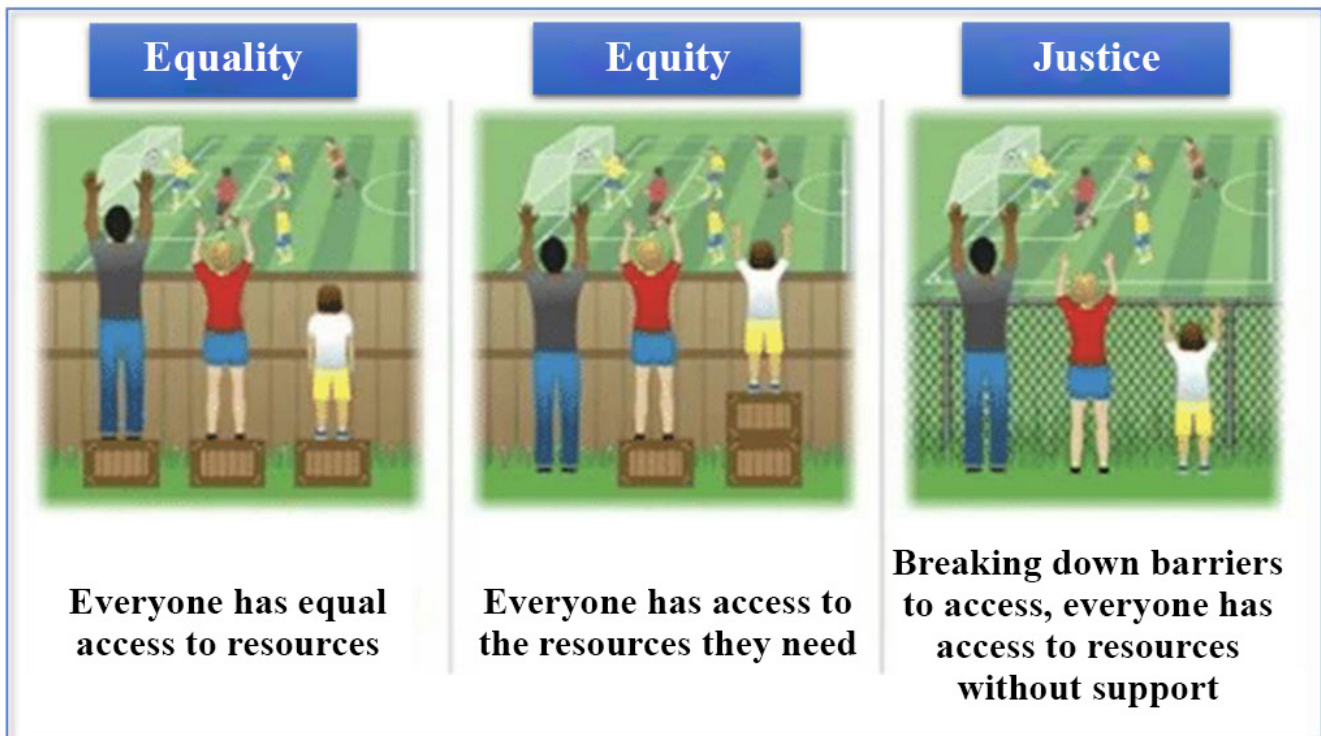 Equality
Everyone has equal
access to resources
Equity
Everyone has access to
the resources they need
Justice
Breaking down barriers
to access, everyone has
access to resources
without support